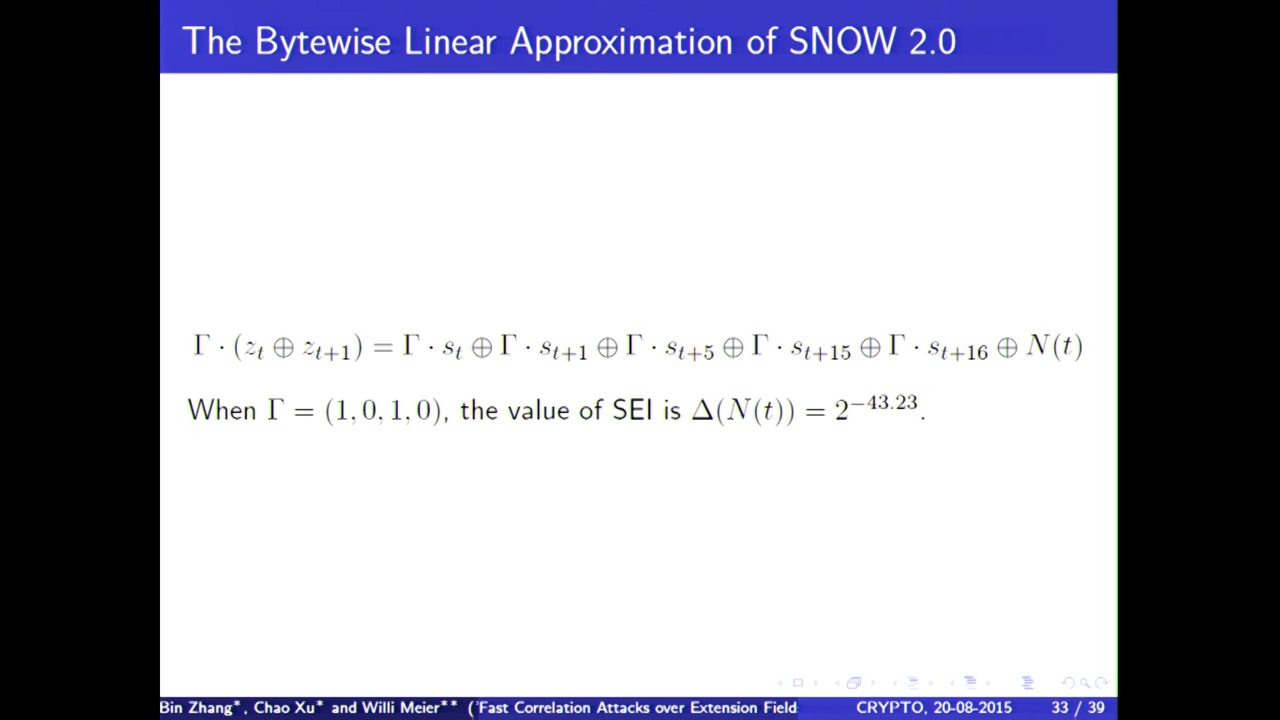 The Bytewise Linear Approximation of SNOW 2.0
Γ · (z_t ⊕ z_{t+1}) = Γ · s_t ⊕ Γ · s_{t+1} ⊕ Γ · s_{t+5} ⊕ Γ · s_{t+15} ⊕ Γ · s_{t+16} ⊕ N(t)
When Γ = (1, 0, 1, 0), the value of SEI is Δ(N(t)) = 2^{−43.23}.
Bin Zhang*, Chao Xu* and Willi Meier** ( Fast Correlation Attacks over Extension Field CRYPTO, 20-08-2015 33 / 39